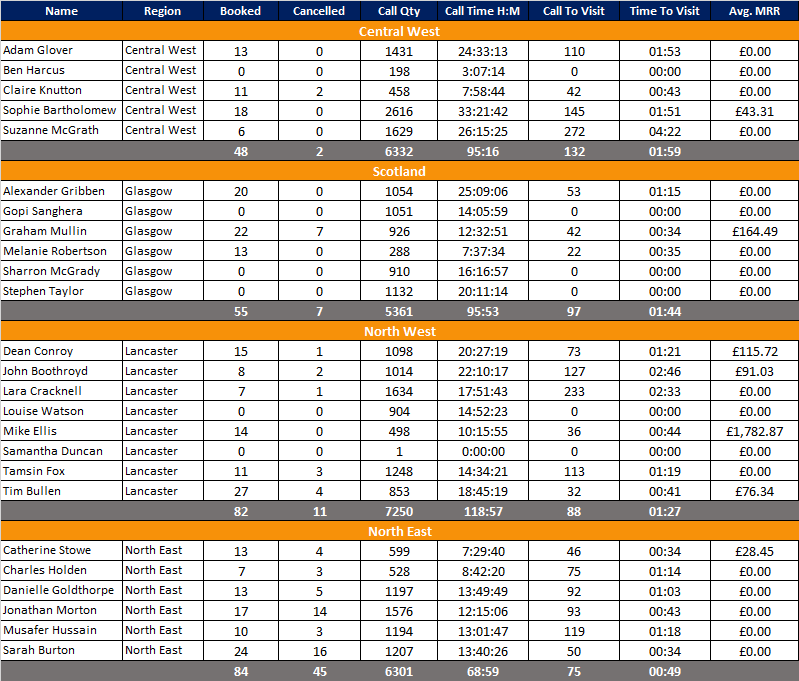 Name Region Booked Cancelled Call Qty Call Time H:M Call To Visit Time To Visit Avg. MRR
Central West
Adam Glover Central West 13 0 1431 24:33:13 110 01:53 £0.00
Ben Harcus Central West 0 0 198 3:07:14 0 00:00 £0.00
Claire Knutton Central West 11 2 458 7:58:44 42 00:43 £0.00
Sophie Bartholomew Central West 18 0 2616 33:21:42 145 01:51 £43.31
Suzanne McGrath Central West 6 0 1629 26:15:25 272 04:22 £0.00
48 2 6332 95:16 132 01:59
Scotland
Alexander Gribben Glasgow 20 0 1054 25:09:06 53 01:15 £0.00
Gopi Sanghera Glasgow 0 0 1051 14:05:59 0 00:00 £0.00
Graham Mullin Glasgow 22 7 926 12:32:51 42 00:34 £164.49
Melanie Robertson Glasgow 13 0 288 7:37:34 22 00:35 £0.00
Sharron McGrady Glasgow 0 0 910 16:16:57 0 00:00 £0.00
Stephen Taylor Glasgow 0 0 1132 20:11:14 0 00:00 £0.00
55 7 5361 95:53 97 01:44
North West
Dean Conroy Lancaster 15 1 1098 20:27:19 73 01:21 £115.72
John Boothroyd Lancaster 8 2 1014 22:10:17 127 02:46 £91.03
Lara Cracknell Lancaster 7 1 1634 17:51:43 233 02:33 £0.00
Louise Watson Lancaster 0 0 904 14:52:23 0 00:00 £0.00
Mike Ellis Lancaster 14 0 498 10:15:55 36 00:44 £1,782.87
Samantha Duncan Lancaster 0 0 1 0:00:00 0 00:00 £0.00
Tamsin Fox Lancaster 11 3 1248 14:34:21 113 01:19 £0.00
Tim Bullen Lancaster 27 4 853 18:45:19 32 00:41 £76.34
82 11 7250 118:57 88 01:27
North East
Catherine Stowe North East 13 4 599 7:29:40 46 00:34 £28.45
Charles Holden North East 7 3 528 8:42:20 75 01:14 £0.00
Danielle Goldthorpe North East 13 5 1197 13:49:49 92 01:03 £0.00
Jonathan Morton North East 17 14 1576 12:15:06 93 00:43 £0.00
Musafer Hussain North East 10 3 1194 13:01:47 119 01:18 £0.00
Sarah Burton North East 24 16 1207 13:40:26 50 00:34 £0.00
84 45 6301 68:59 75 00:49